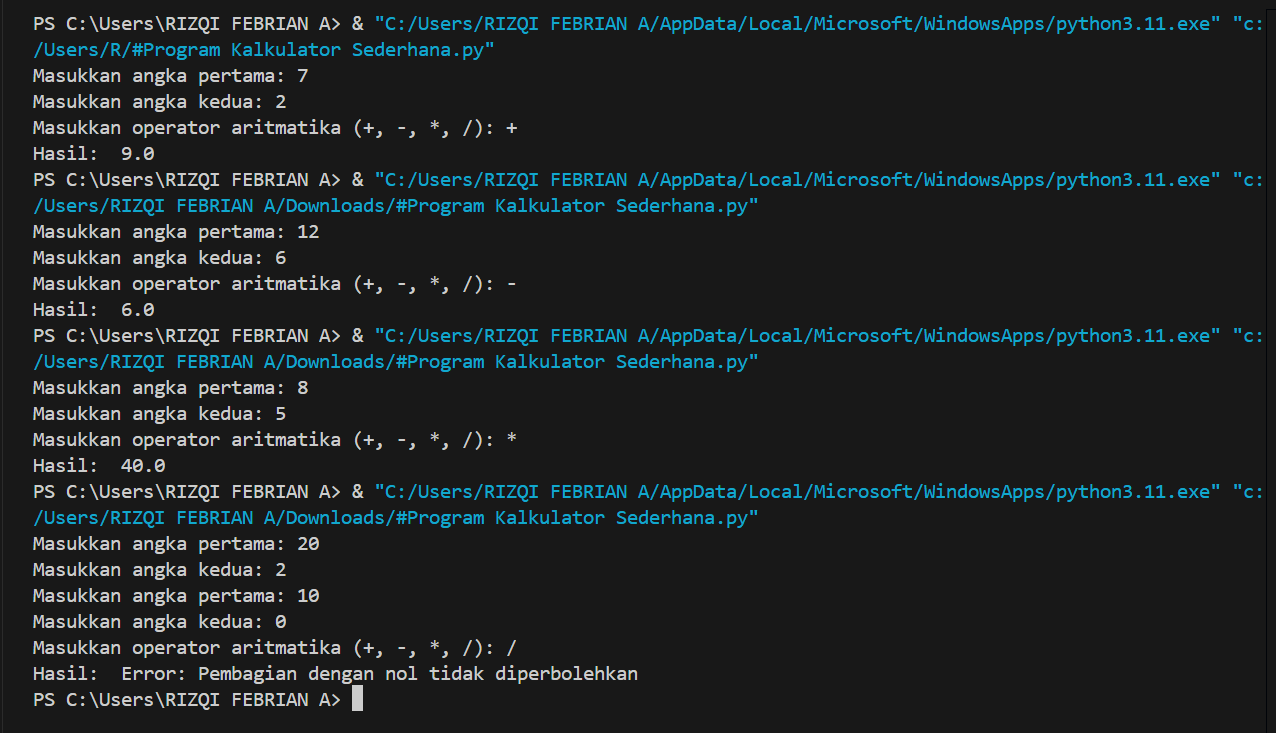 PS C:\Users\RIZQI FEBRIAN A> & "C:/Users/RIZQI FEBRIAN A/AppData/Local/Microsoft/WindowsApps/python3.11.exe" "c:
/Users/R/#Program Kalkulator Sederhana.py"
Masukkan angka pertama: 7
Masukkan angka kedua: 2
Masukkan operator aritmatika (+, -, *, /): +
Hasil:  9.0
PS C:\Users\RIZQI FEBRIAN A> & "C:/Users/RIZQI FEBRIAN A/AppData/Local/Microsoft/WindowsApps/python3.11.exe" "c:
/Users/RIZQI FEBRIAN A/Downloads/#Program Kalkulator Sederhana.py"
Masukkan angka pertama: 12
Masukkan angka kedua: 6
Masukkan operator aritmatika (+, -, *, /): -
Hasil:  6.0
PS C:\Users\RIZQI FEBRIAN A> & "C:/Users/RIZQI FEBRIAN A/AppData/Local/Microsoft/WindowsApps/python3.11.exe" "c:
/Users/RIZQI FEBRIAN A/Downloads/#Program Kalkulator Sederhana.py"
Masukkan angka pertama: 8
Masukkan angka kedua: 5
Masukkan operator aritmatika (+, -, *, /): *
Hasil:  40.0
PS C:\Users\RIZQI FEBRIAN A> & "C:/Users/RIZQI FEBRIAN A/AppData/Local/Microsoft/WindowsApps/python3.11.exe" "c:
/Users/RIZQI FEBRIAN A/Downloads/#Program Kalkulator Sederhana.py"
Masukkan angka pertama: 20
Masukkan angka kedua: 2
Masukkan angka pertama: 10
Masukkan angka kedua: 0
Masukkan operator aritmatika (+, -, *, /): /
Hasil:  Error: Pembagian dengan nol tidak diperbolehkan
PS C:\Users\RIZQI FEBRIAN A>